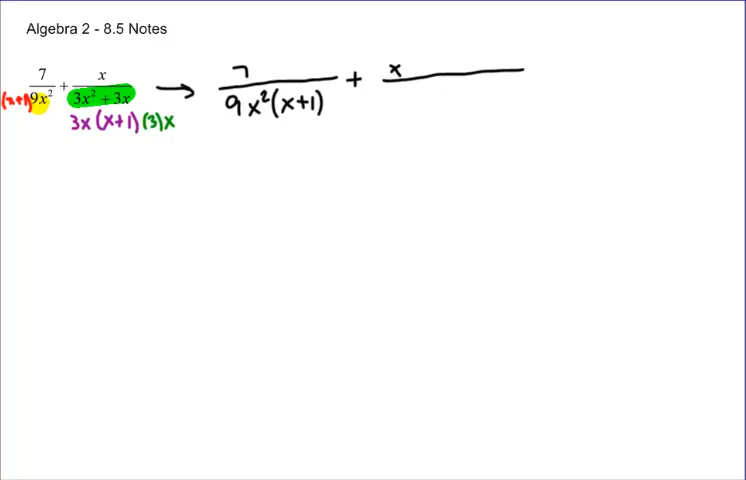 Algebra 2 - 8.5 Notes
7/9x² + x/(3x² + 3x) → 7/9x²(x+1) + x/
(x+1)
3x(x+1)(3)x